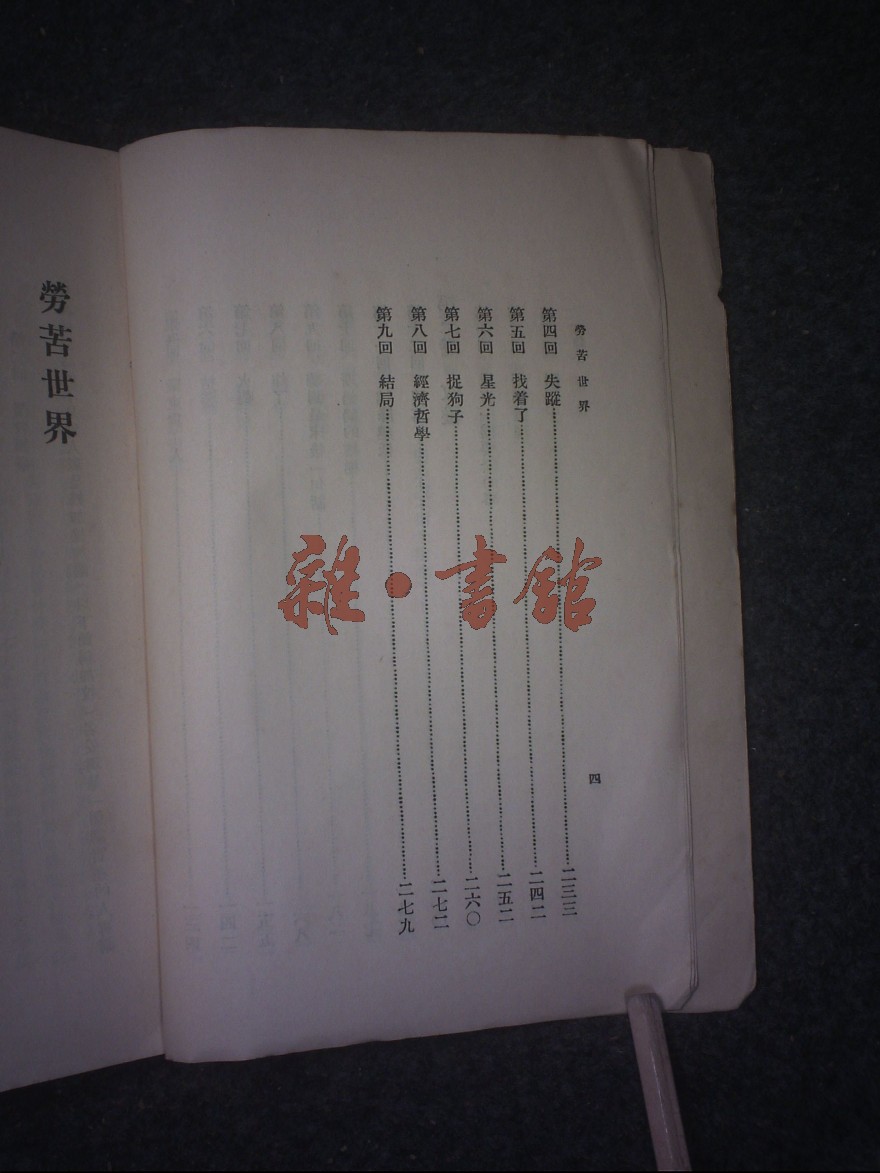 勞苦世界
四
第四回 失蹤……二三三
第五回 找着了……二四二
第六回 星光……二五二
第七回 捉狗子……二六〇
第八回 經濟哲學……二七二
第九回 結局……二七九
勞苦世界
雜·書館